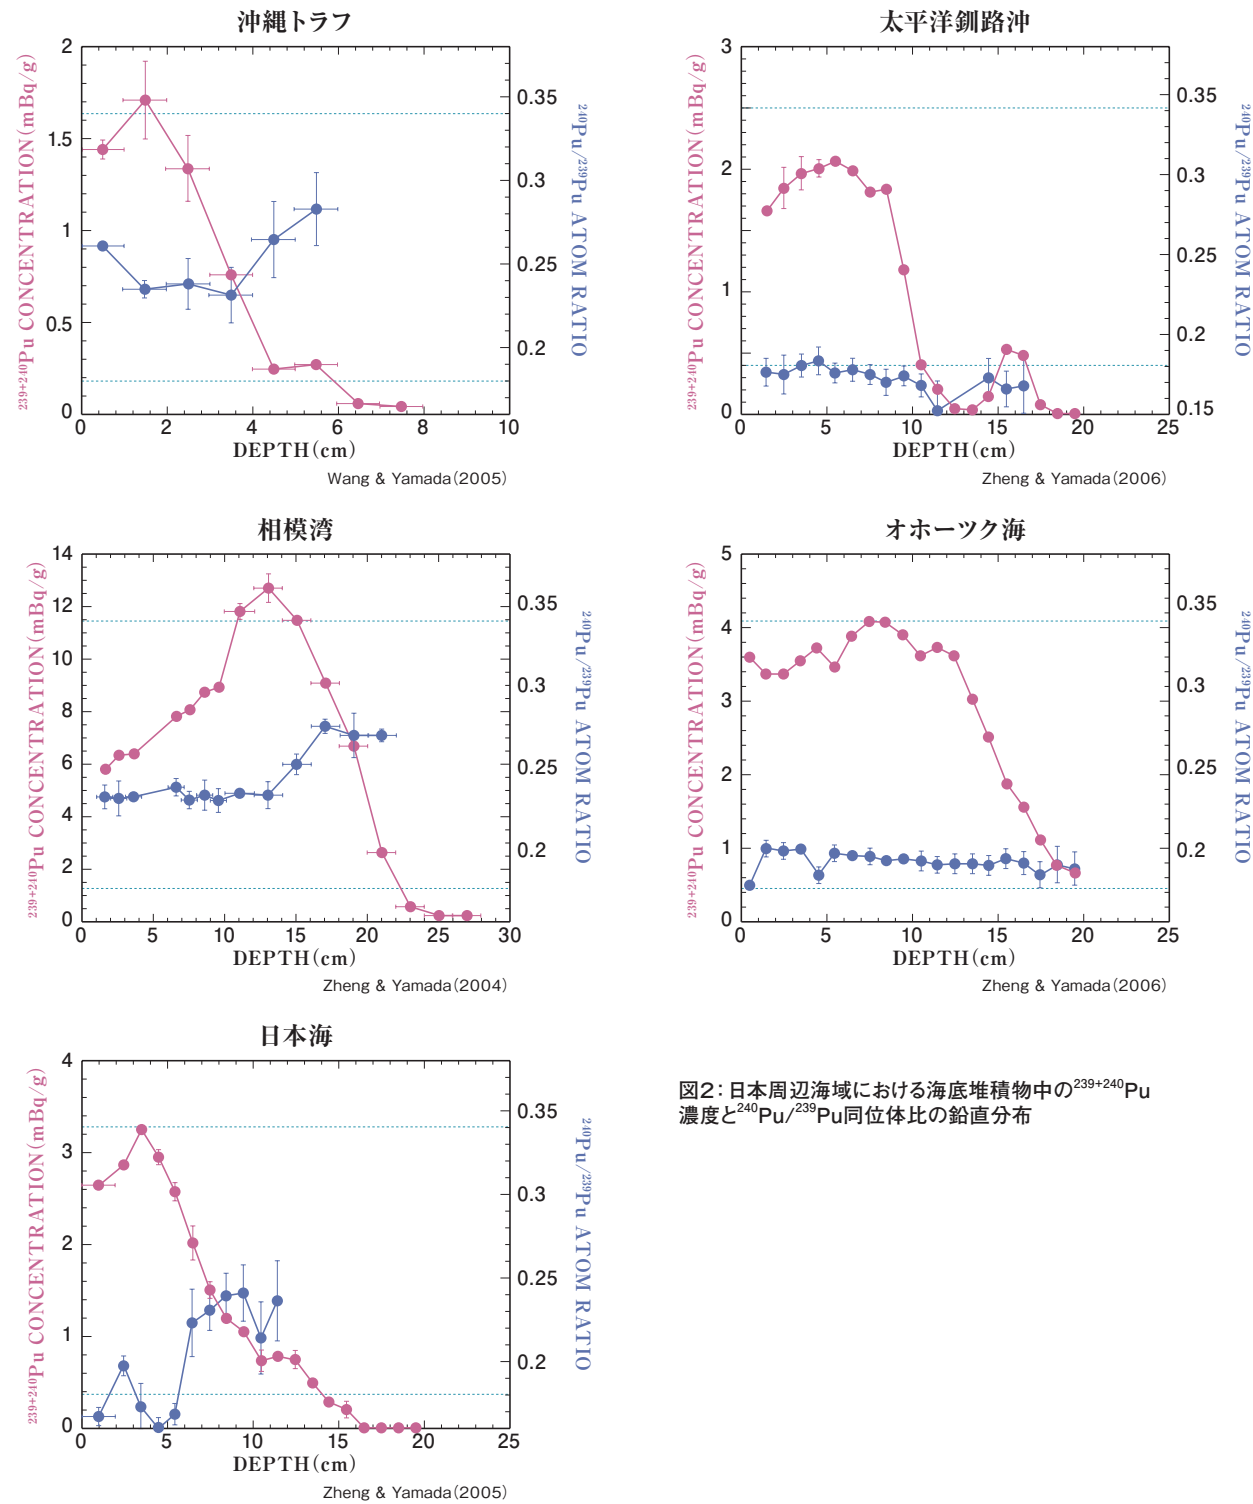 沖縄トラフ
2
1.5
1
0.5
0
0.35
0.3
0.25
0.2
0 2 4 6 8 10
239+240Pu CONCENTRATION(mBq/g)
240Pu/239Pu ATOM RATIO
DEPTH(cm)
Wang & Yamada(2005)
太平洋釧路沖
3
2
1
0
0.35
0.3
0.25
0.2
0.15
0 5 10 15 20 25
239+240Pu CONCENTRATION(mBq/g)
240Pu/239Pu ATOM RATIO
DEPTH(cm)
Zheng & Yamada(2006)
相模湾
14
12
10
8
6
4
2
0
0.35
0.3
0.25
0.2
0 5 10 15 20 25 30
239+240Pu CONCENTRATION(mBq/g)
240Pu/239Pu ATOM RATIO
DEPTH(cm)
Zheng & Yamada(2004)
オホーツク海
5
4
3
2
1
0
0.35
0.3
0.25
0.2
0 5 10 15 20 25
239+240Pu CONCENTRATION(mBq/g)
240Pu/239Pu ATOM RATIO
DEPTH(cm)
Zheng & Yamada(2006)
日本海
4
3
2
1
0
0.35
0.3
0.25
0.2
0 5 10 15 20 25
239+240Pu CONCENTRATION(mBq/g)
240Pu/239Pu ATOM RATIO
DEPTH(cm)
Zheng & Yamada(2005)
図2：日本周辺海域における海底堆積物中の239+240Pu
濃度と240Pu/239Pu同位体比の鉛直分布